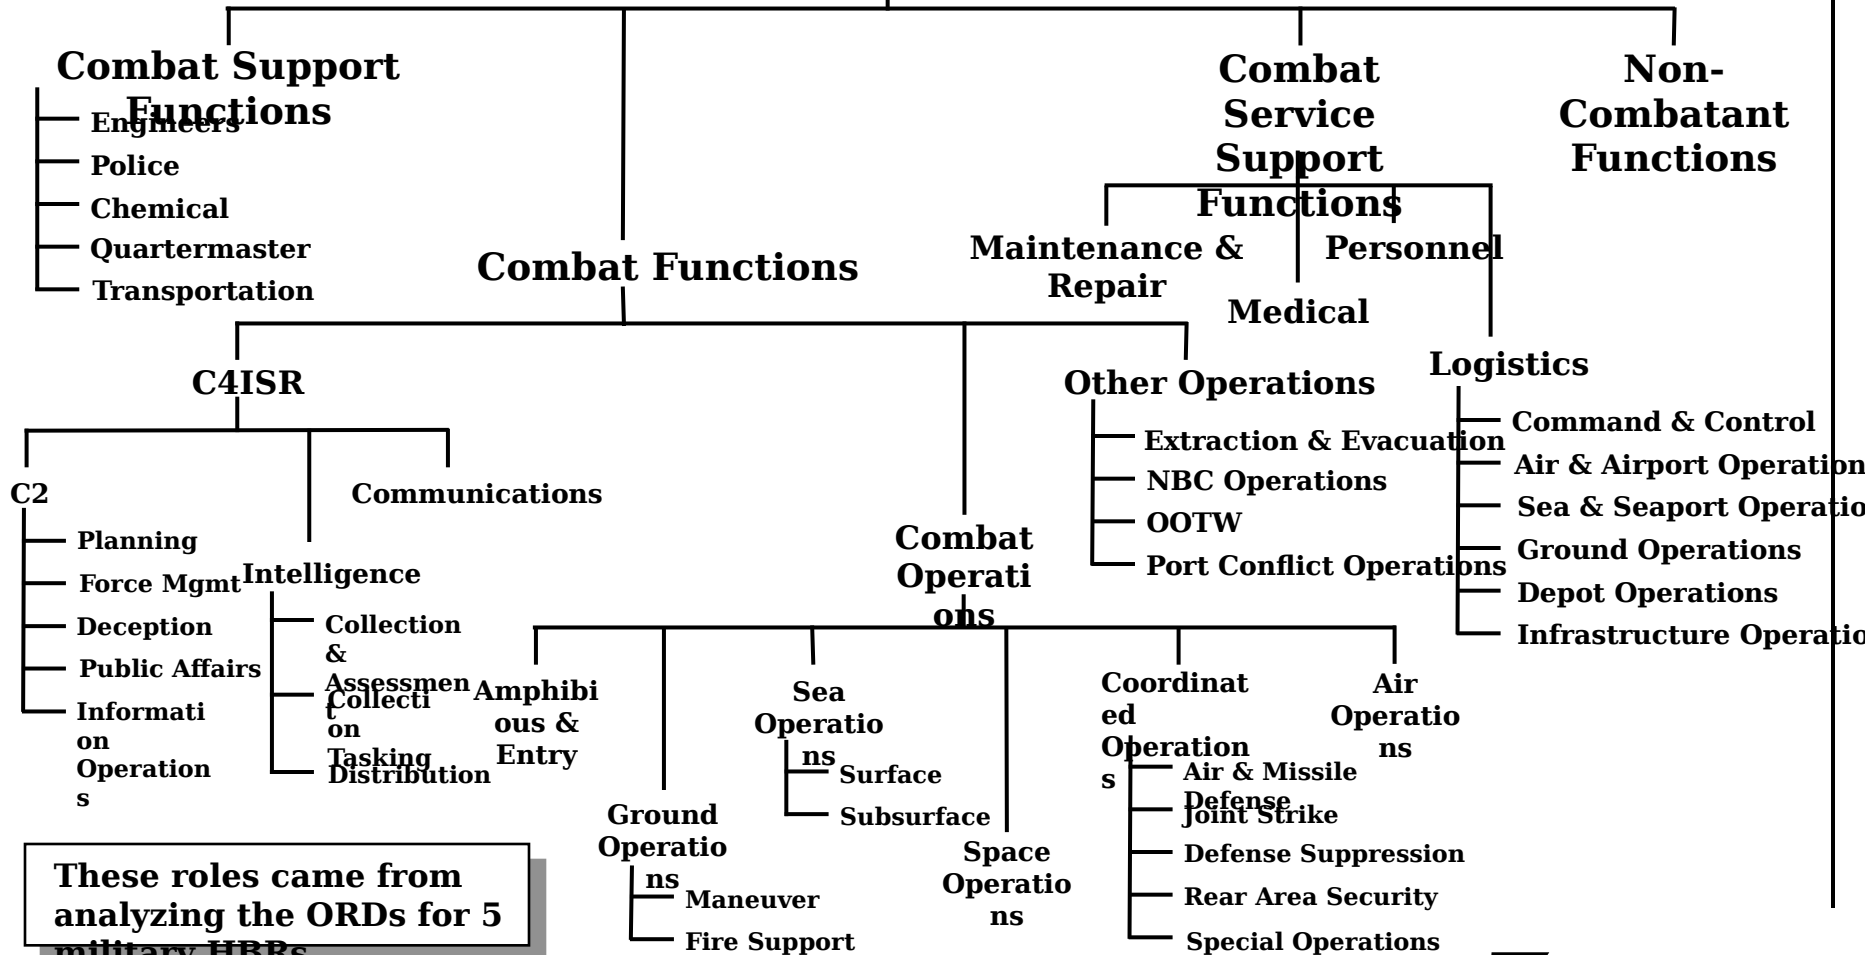 Combat Support
Functions
Engineers
Police
Chemical
Quartermaster
Transportation
Combat Functions
Combat
Service
Support
Functions
Non-
Combatant
Functions
Maintenance &
Repair
Personnel
Medical
Logistics
Command & Control
Air & Airport Operation
Sea & Seaport Operatio
Ground Operations
Depot Operations
Infrastructure Operatio
C4ISR
C2
Planning
Force Mgmt
Deception
Public Affairs
Informati
on
Operation
s
Intelligence
Collection
&
Assessmen
t
Collecti
on
Tasking
Distribution
Communications
Other Operations
Extraction & Evacuation
NBC Operations
OOTW
Port Conflict Operations
Combat
Operati
ons
Amphibi
ous &
Entry
Ground
Operatio
ns
Maneuver
Fire Support
Sea
Operatio
ns
Surface
Subsurface
Space
Operatio
ns
Coordinat
ed
Operation
s
Air & Missile
Defense
Joint Strike
Defense Suppression
Rear Area Security
Special Operations
Air
Operatio
ns
These roles came from
analyzing the ORDs for 5
military HBRs